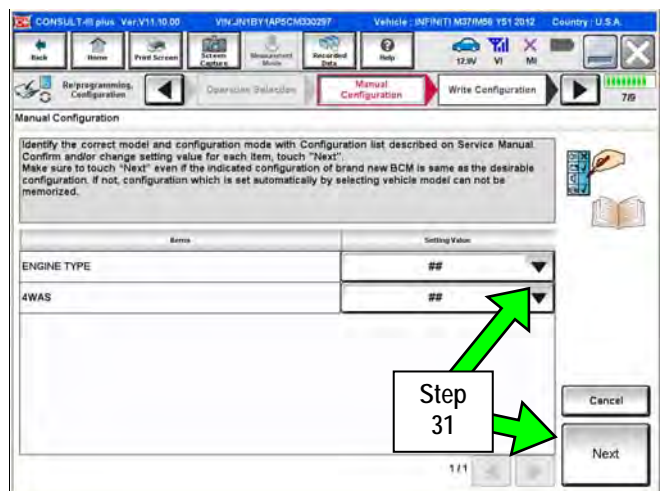 CONSULT-III plus Ver.V11.10.00 VIN:JN1BY1AP5CM330297 Vehicle : INFINITI M37/M56 Y51 2012 Country : U.S.A.
Back
Home
Print Screen
Screen Capture
Measurement Mode
Recorded Data
Help
12.9V
VI
MI
Re/programming, Configuration
Operation Selection
Manual Configuration
Write Configuration
7/9
Manual Configuration
Identify the correct model and configuration mode with Configuration list described on Service Manual.
Confirm and/or change setting value for each item, touch "Next".
Make sure to touch "Next" even if the indicated configuration of brand new BCM is same as the desirable
configuration. If not, configuration which is set automatically by selecting vehicle model can not be
memorized.
Items
Setting Value
ENGINE TYPE
##
4WAS
##
Step
31
Cancel
Next
1/1